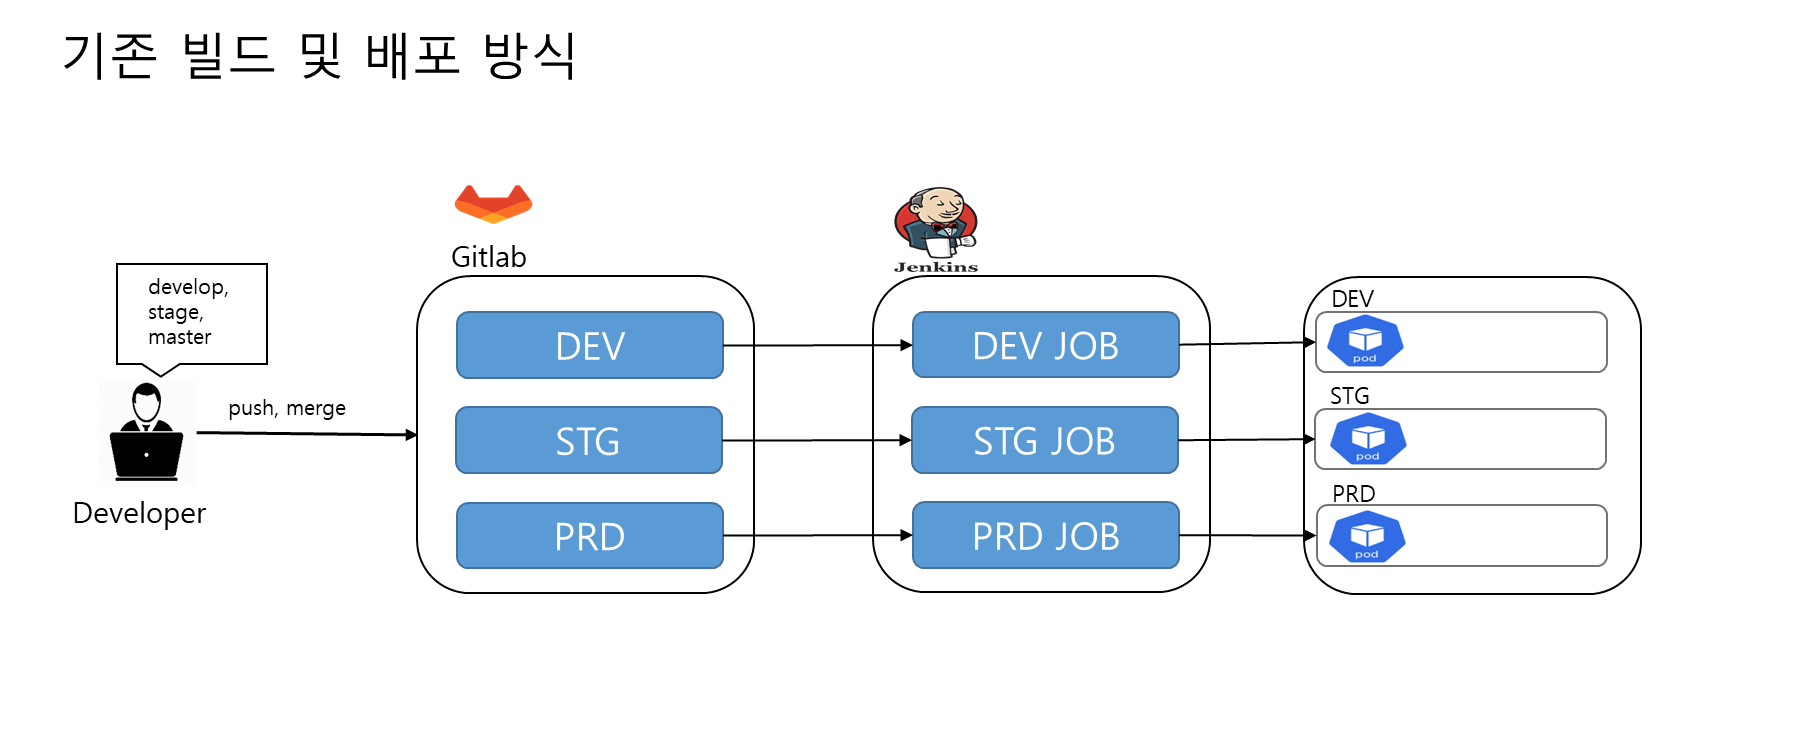 기존 빌드 및 배포 방식
Gitlab
Jenkins
develop,
stage,
master
push, merge
Developer
DEV
STG
PRD
DEV JOB
STG JOB
PRD JOB
DEV
pod
STG
pod
PRD
pod